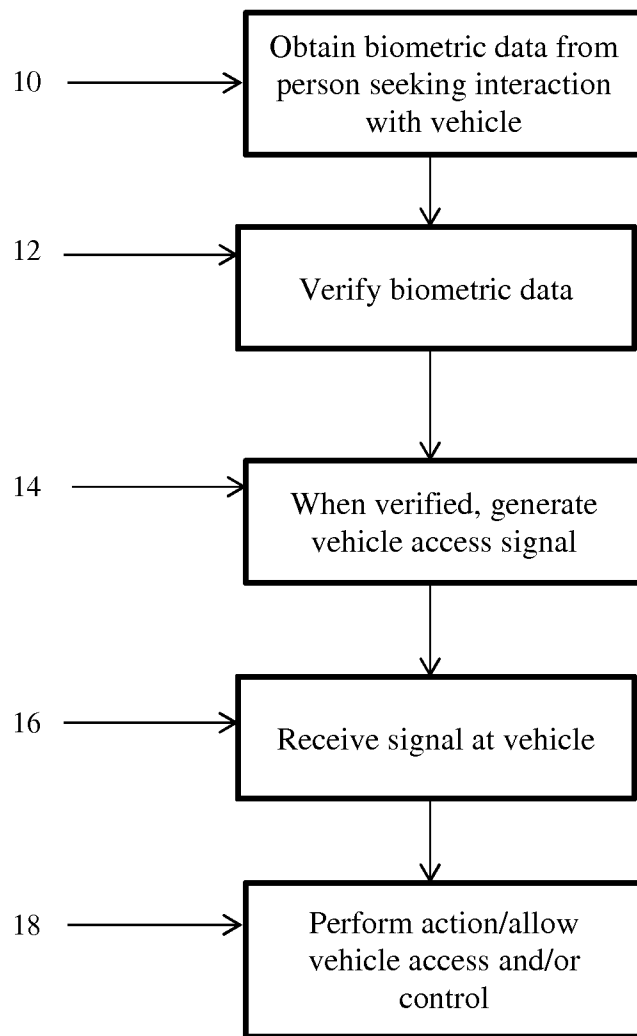 10
Obtain biometric data from
person seeking interaction
with vehicle
12
Verify biometric data
14
When verified, generate
vehicle access signal
16
Receive signal at vehicle
18
Perform action/allow
vehicle access and/or
control